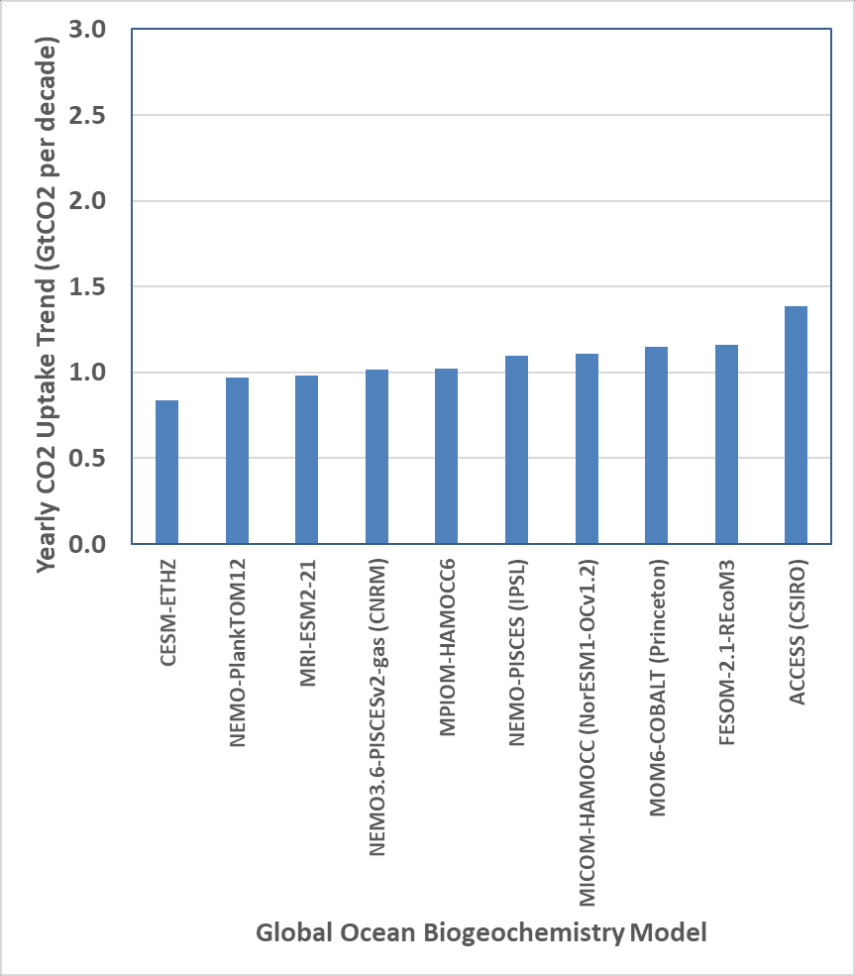 Yearly CO2 Uptake Trend (GtCO2 per decade)
3.0
2.5
2.0
1.5
1.0
0.5
0.0
CESM-ETHZ
NEMO-PlankTOM12
MRI-ESM2-21
NEMO3.6-PISCESv2-gas (CNRM)
MPIOM-HAMOCC6
NEMO-PISCES (IPSL)
MICOM-HAMOCC (NorESM1-OCv1.2)
MOM6-COBALT (Princeton)
FESOM-2.1-REcoM3
ACCESS (CSIRO)
Global Ocean Biogeochemistry Model